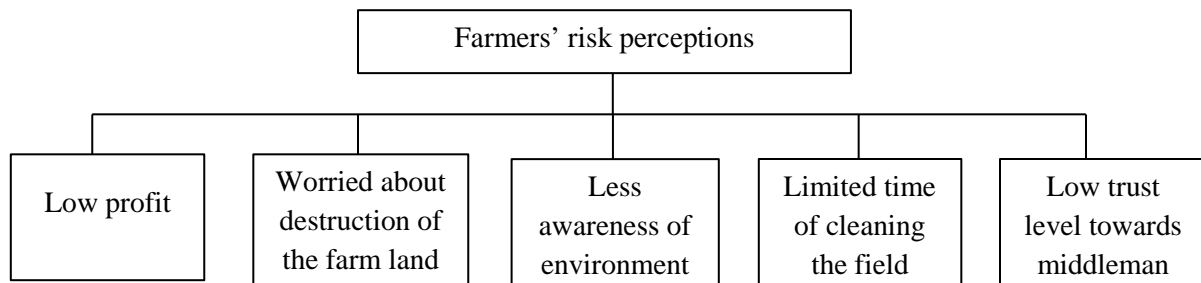 Farmers’ risk perceptions
Low profit
Worried about
destruction of
the farm land
Less
awareness of
environment
Limited time
of cleaning
the field
Low trust
level towards
middleman